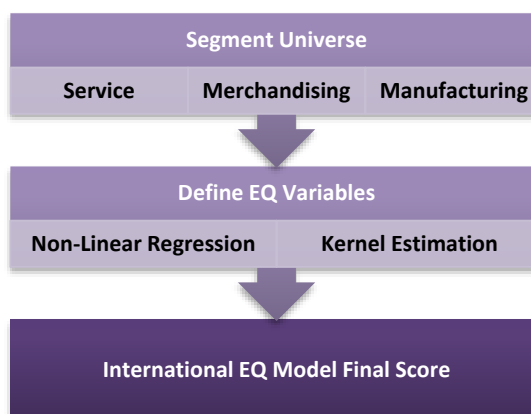 Segment Universe
Service Merchandising Manufacturing
Define EQ Variables
Non-Linear Regression Kernel Estimation
International EQ Model Final Score